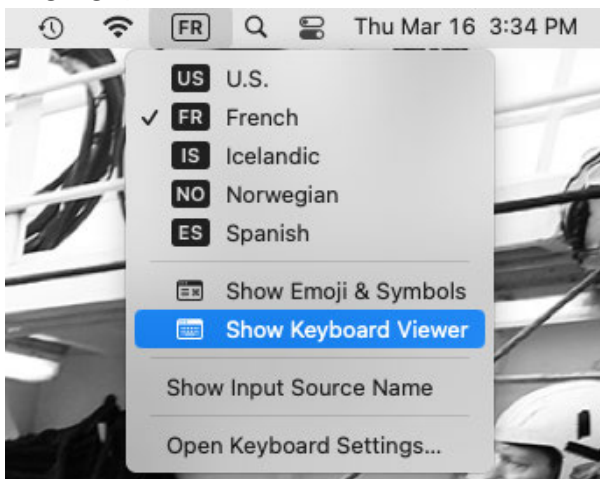 FR Thu Mar 16 3:34 PM
US U.S.
✓ FR French
IS Icelandic
NO Norwegian
ES Spanish
Show Emoji & Symbols
Show Keyboard Viewer
Show Input Source Name
Open Keyboard Settings...